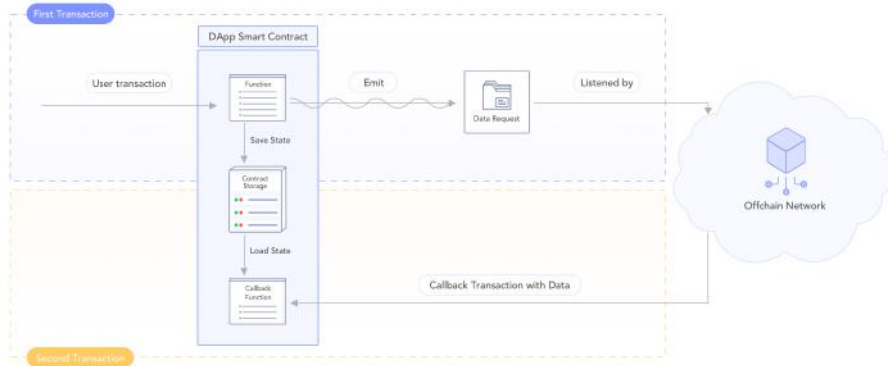 First Transaction
DApp Smart Contract
User transaction
Function
Emit
Data Request
Listened by
Save State
Contract
Storage
Offchain Network
Load State
Callback
Function
Callback Transaction with Data
Second Transaction